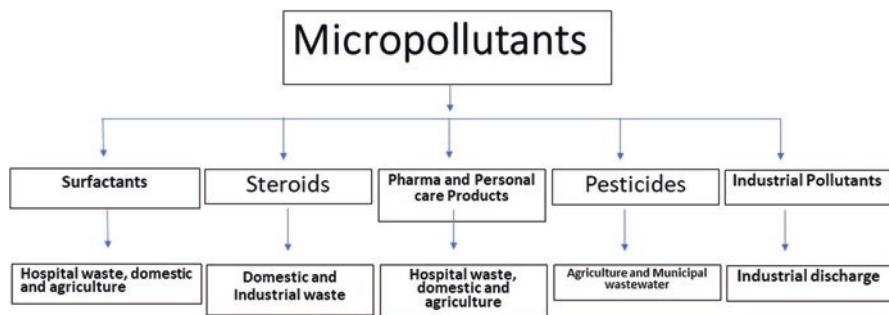 Micropollutants
Surfactants
Steroids
Pharma and Personal
care Products
Pesticides
Industrial Pollutants
Hospital waste, domestic
and agriculture
Domestic and
Industrial waste
Hospital waste,
domestic and
agriculture
Agriculture and Municipal
wastewater
Industrial discharge